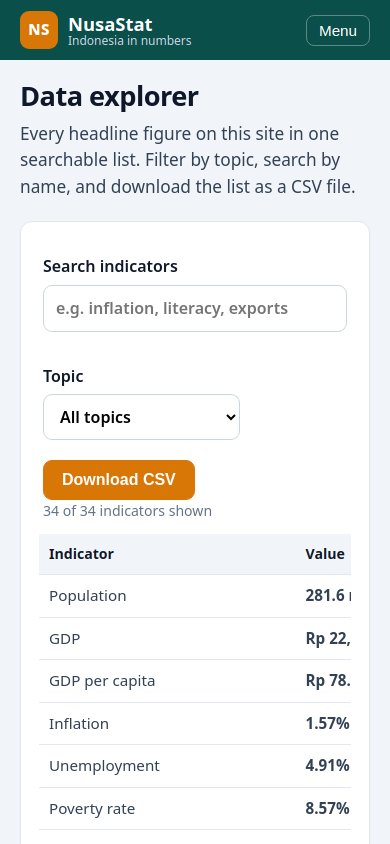 NS
NusaStat
Indonesia in numbers
Menu
Data explorer
Every headline figure on this site in one
searchable list. Filter by topic, search by
name, and download the list as a CSV file.
Search indicators
e.g. inflation, literacy, exports
Topic
All topics
Download CSV
34 of 34 indicators shown
Indicator Value
Population 281.6
GDP Rp 22,
GDP per capita Rp 78.
Inflation 1.57%
Unemployment 4.91%
Poverty rate 8.57%